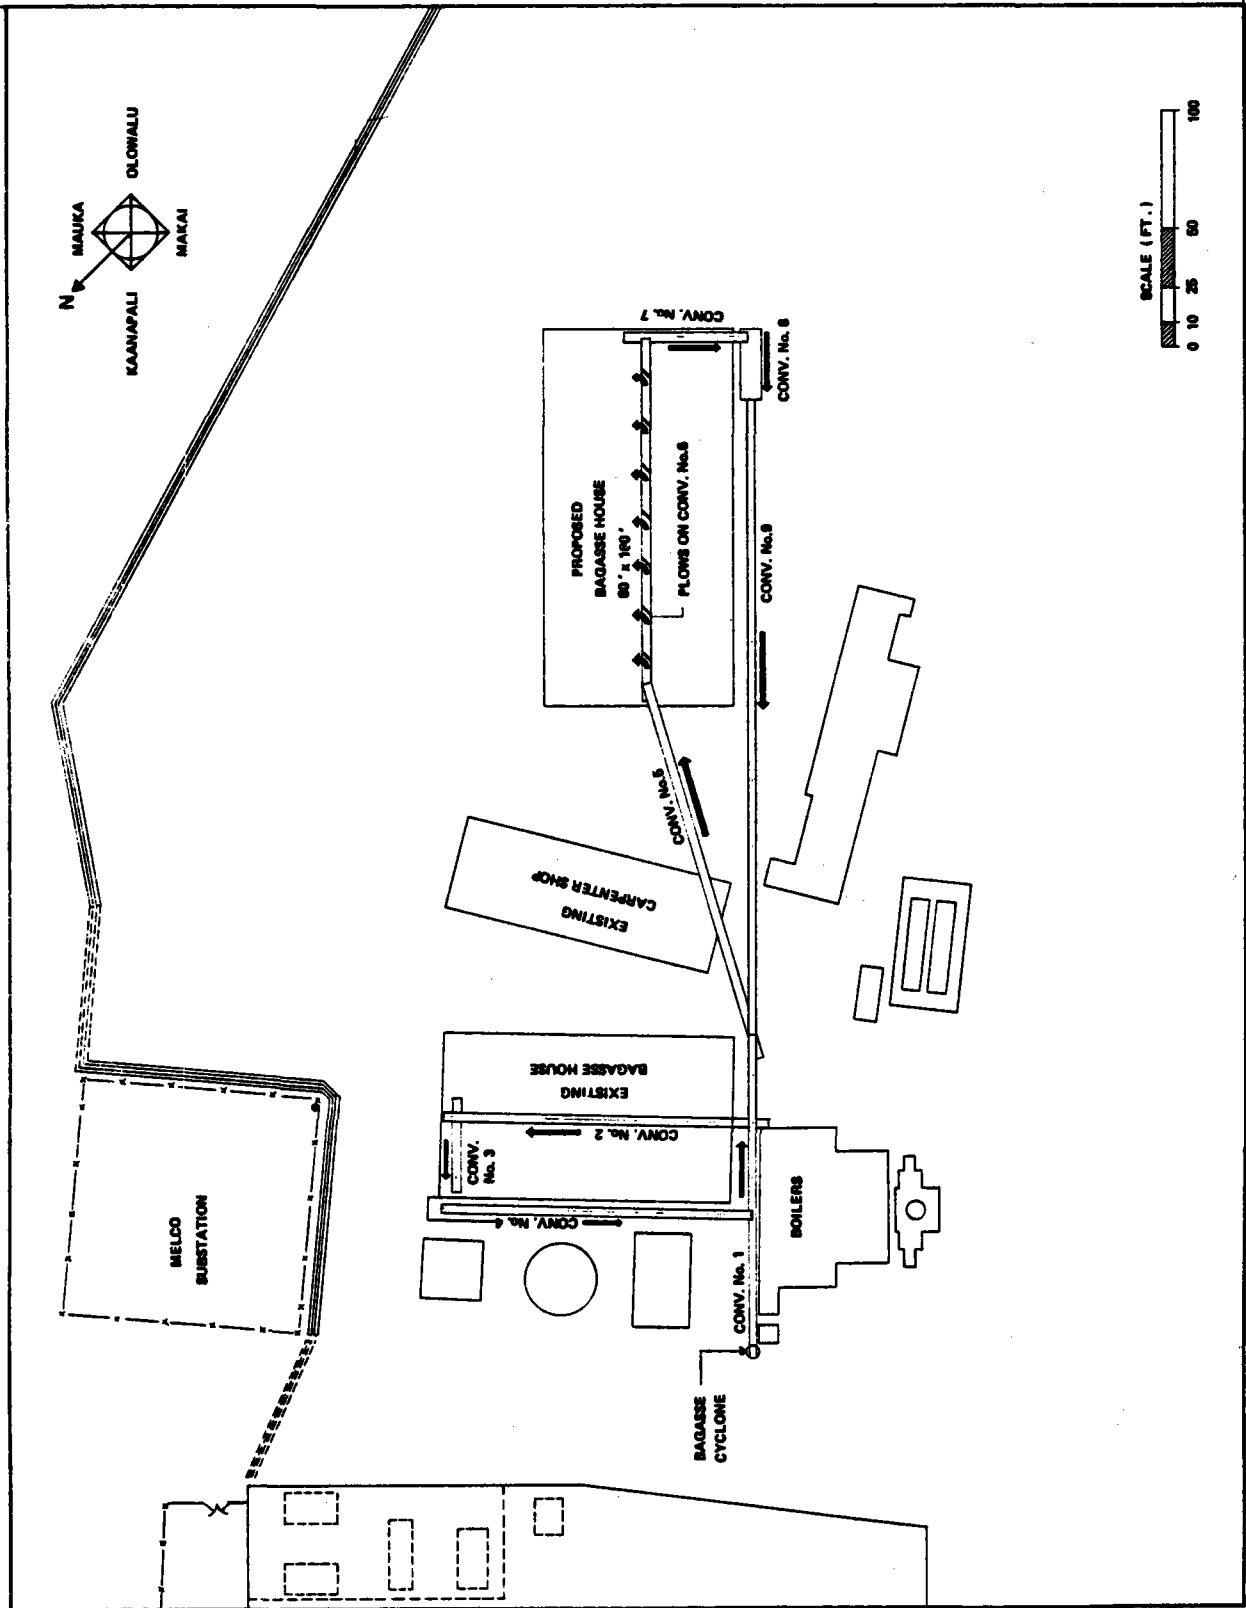 N
MAUKA
OLOWALU
KAANAPALI
MAKAI
SCALE (FT.)
0 10 25 50 100
CONV. No. 7
CONV. No. 8
PROPOSED
BAGASSE HOUSE
80' x 160'
PLOWS ON CONV. No.6
CONV. No.9
CONV. No.5
EXISTING
CARPENTER SHOP
EXISTING
BAGASSE HOUSE
CONV. No. 2
CONV.
No. 3
CONV. No. 4
MELCO
SUBSTATION
BOILERS
CONV. No. 1
BAGASSE
CYCLONE